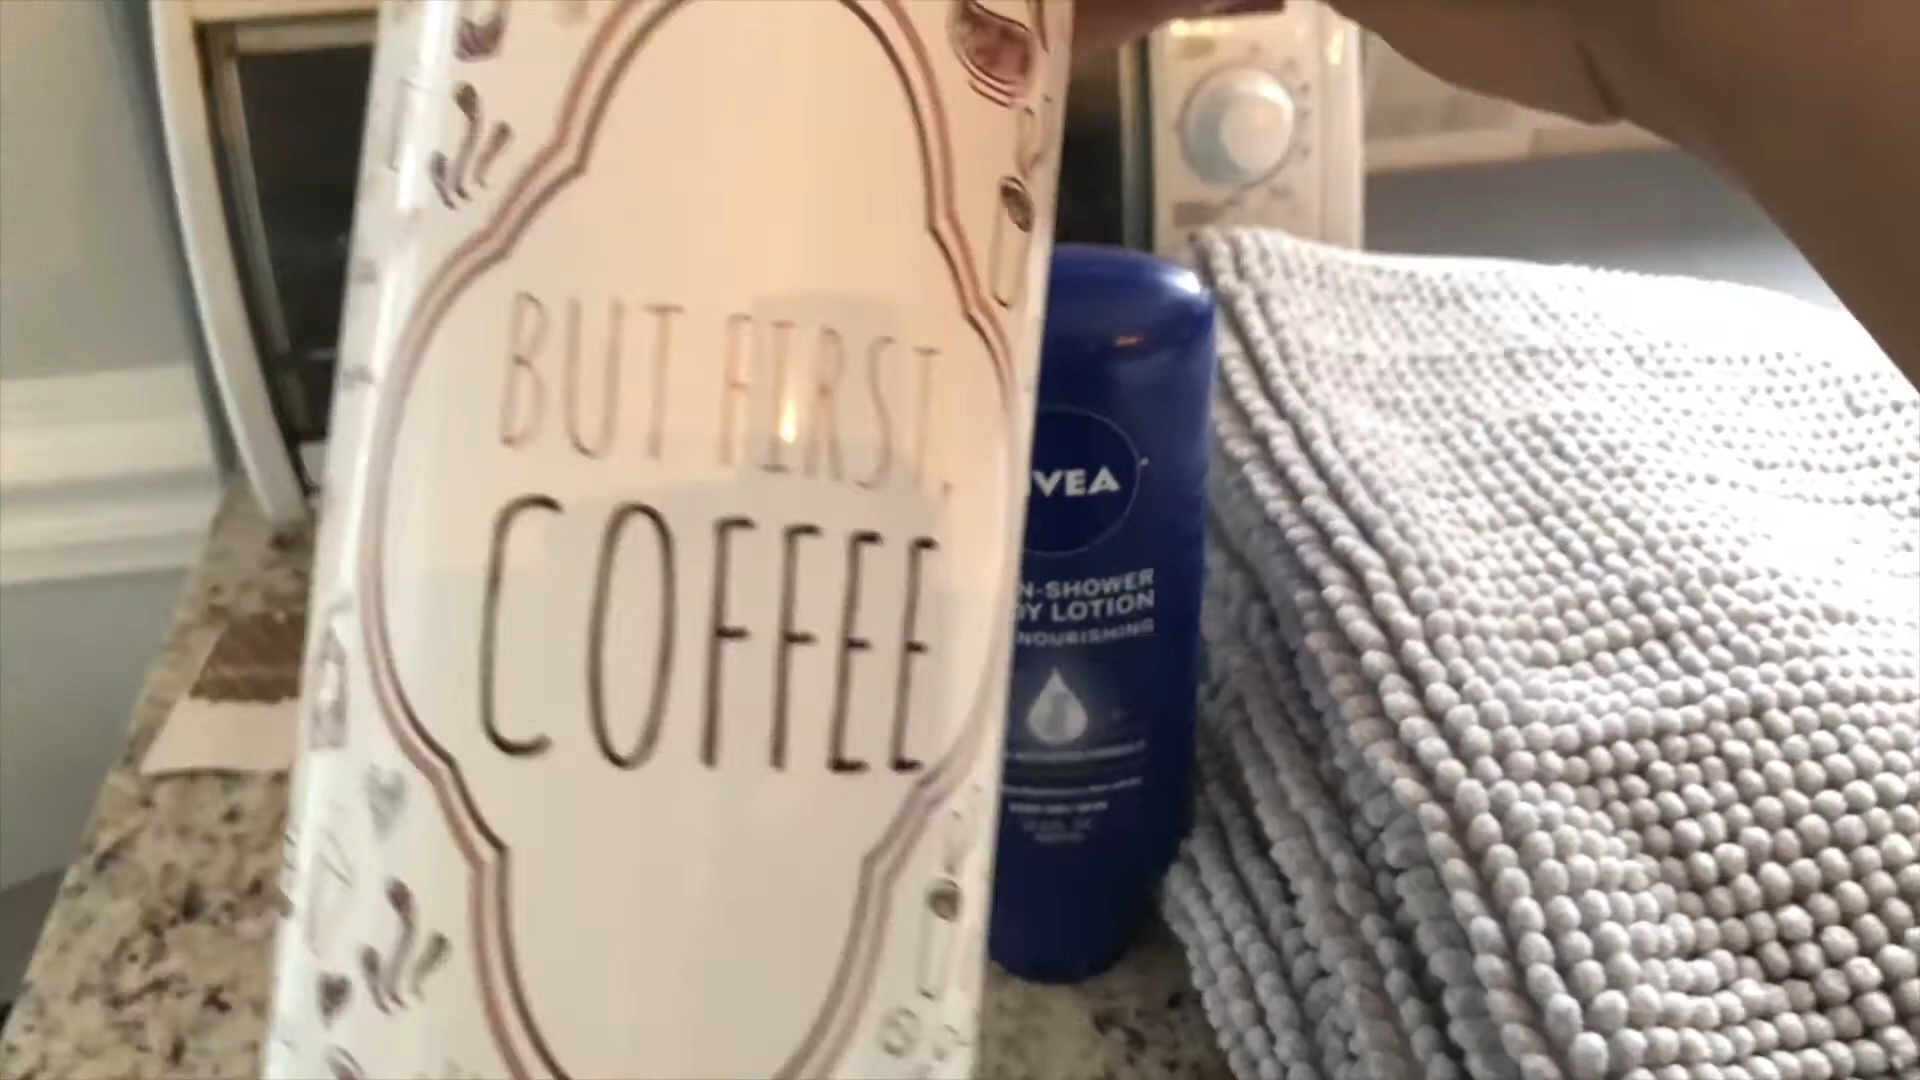 BUT FIRST,
COFFEE
VEA
N-SHOWER
DY LOTION
NOURISHING